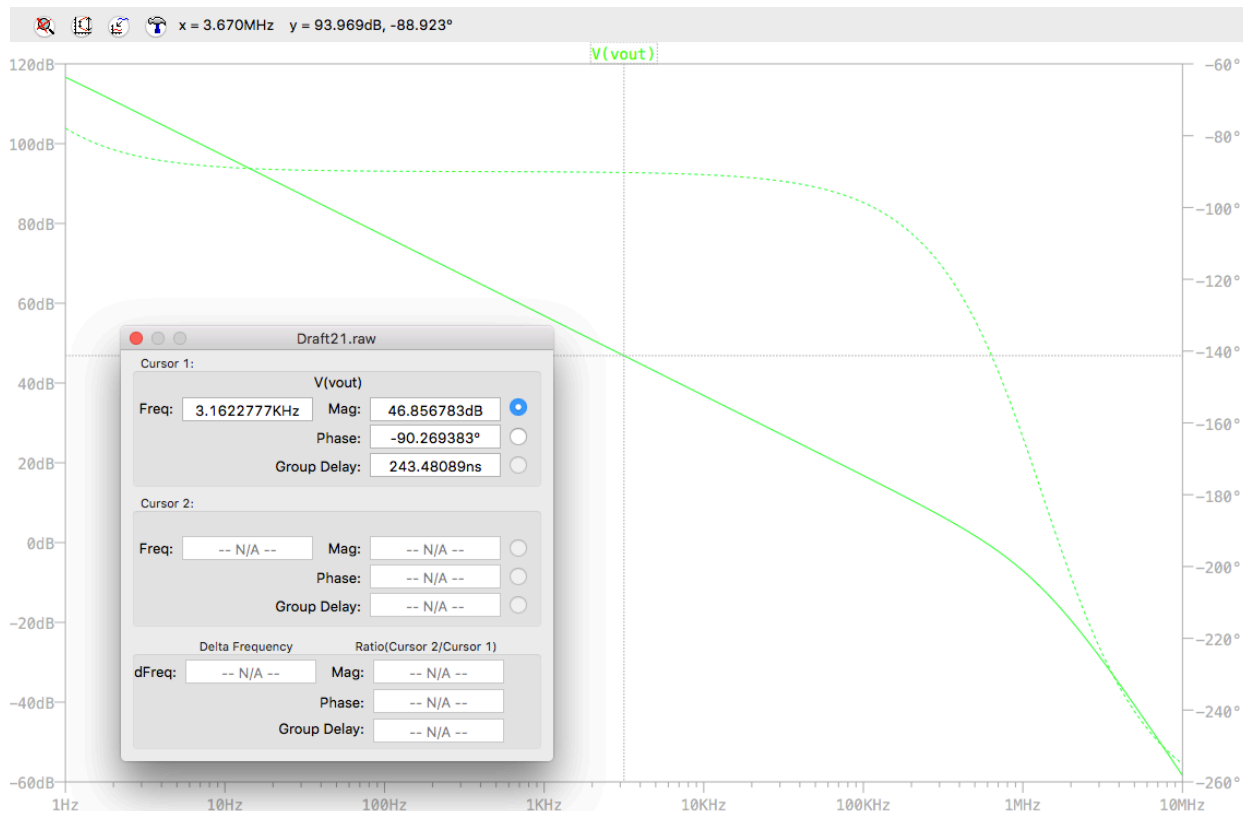 x = 3.670MHz y = 93.969dB, -88.923°
V(vout)
120dB
100dB
80dB
60dB
40dB
20dB
0dB
-20dB
-40dB
-60dB
-60°
-80°
-100°
-120°
-140°
-160°
-180°
-200°
-220°
-240°
-260°
1Hz 10Hz 100Hz 1KHz 10KHz 100KHz 1MHz 10MHz
Draft21.raw
Cursor 1:
V(vout)
Freq: 3.1622777KHz Mag: 46.856783dB
Phase: -90.269383°
Group Delay: 243.48089ns
Cursor 2:
Freq: -- N/A -- Mag: -- N/A --
Phase: -- N/A --
Group Delay: -- N/A --
Delta Frequency Ratio(Cursor 2/Cursor 1)
dFreq: -- N/A -- Mag: -- N/A --
Phase: -- N/A --
Group Delay: -- N/A --